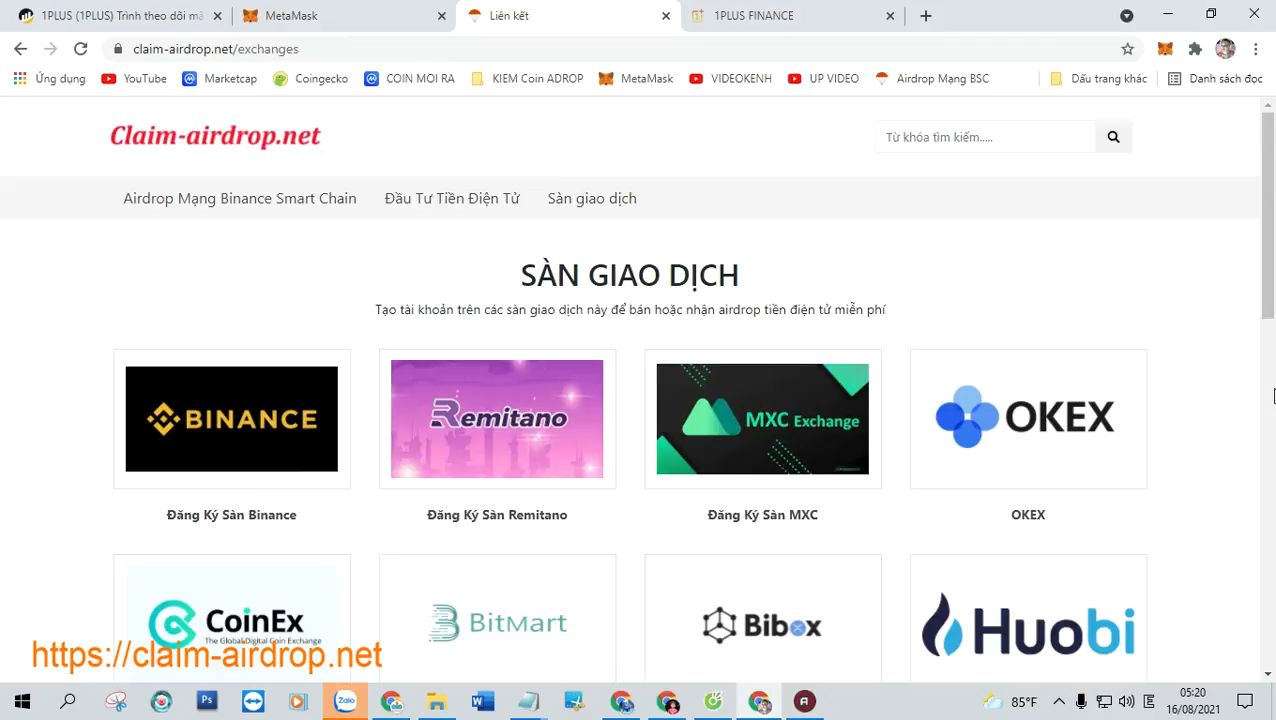 1PLUS (1PLUS) Trình theo dõi mã
MetaMask
Liên kết
1PLUS FINANCE
claim-airdrop.net/exchanges
Ứng dụng
YouTube
Marketcap
Coingecko
COIN MOI RA
KIEM Coin ADROP
MetaMask
VIDEOKENH
UP VIDEO
Airdrop Mạng BSC
Dấu trang khác
Danh sách đọc
Claim-airdrop.net
Từ khóa tìm kiếm.....
Airdrop Mạng Binance Smart Chain
Đầu Tư Tiền Điện Tử
Sàn giao dịch
SÀN GIAO DỊCH
Tạo tài khoản trên các sàn giao dịch này để bán hoặc nhận airdrop tiền điện tử miễn phí
BINANCE
Remitano
MXC Exchange
OKEX
Đăng Ký Sàn Binance
Đăng Ký Sàn Remitano
Đăng Ký Sàn MXC
OKEX
CoinEx
The Global Digital Coin Exchange
BitMart
Bibox
Huobi
https://claim-airdrop.net
Ps
Zalo
85°F
05:20
16/08/2021